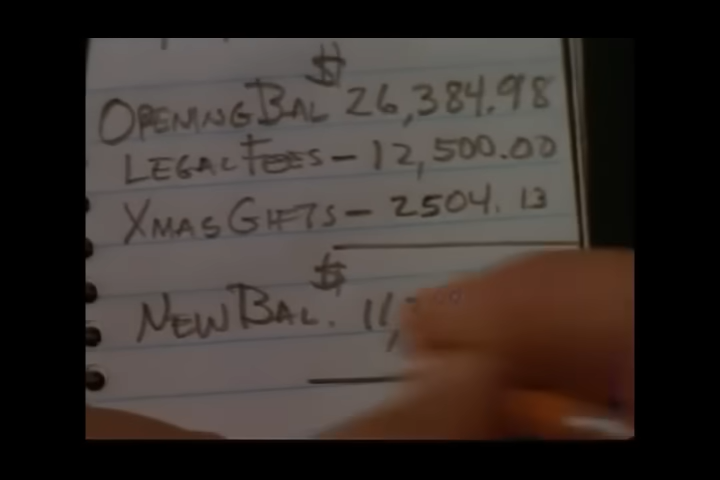 $
OPENING BAL 26,384.98
LEGAL FEES - 12,500.00
XMAS GIFTS - 2504.13
$
NEW BAL. 11,